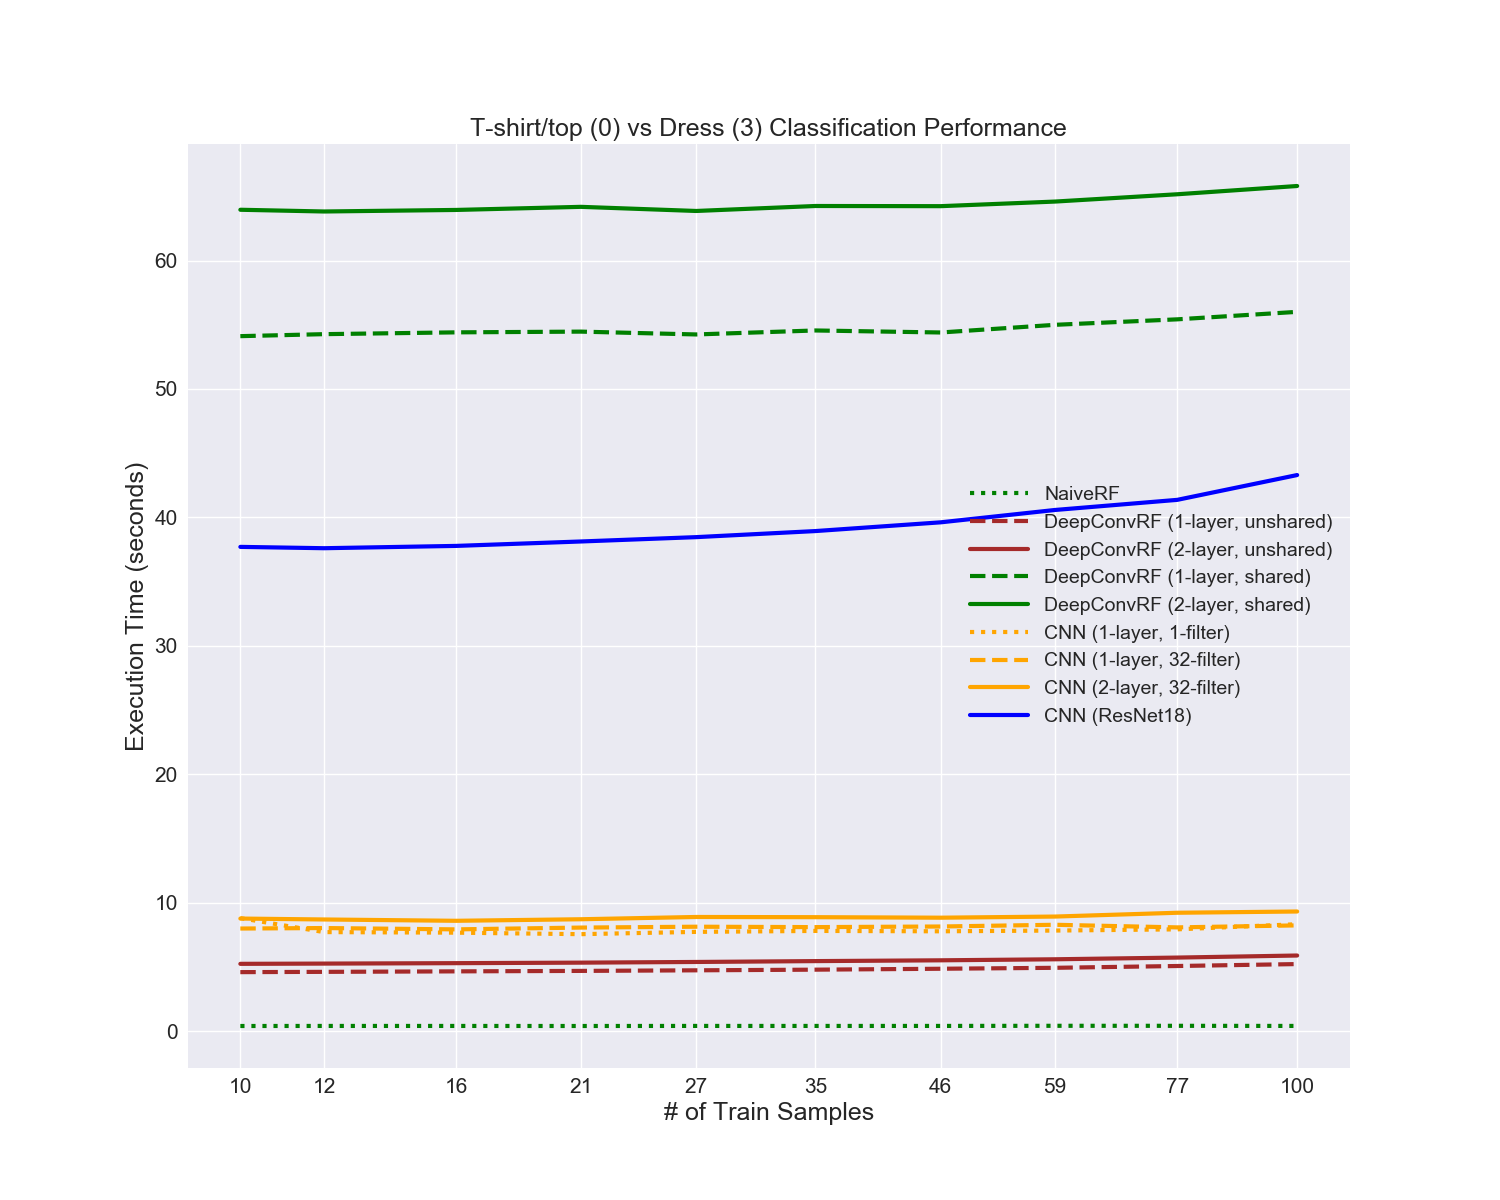 T-shirt/top (0) vs Dress (3) Classification Performance
Execution Time (seconds)
60
50
40
30
20
10
0
NaiveRF
DeepConvRF (1-layer, unshared)
DeepConvRF (2-layer, unshared)
DeepConvRF (1-layer, shared)
DeepConvRF (2-layer, shared)
CNN (1-layer, 1-filter)
CNN (1-layer, 32-filter)
CNN (2-layer, 32-filter)
CNN (ResNet18)
10 12 16 21 27 35 46 59 77 100
# of Train Samples